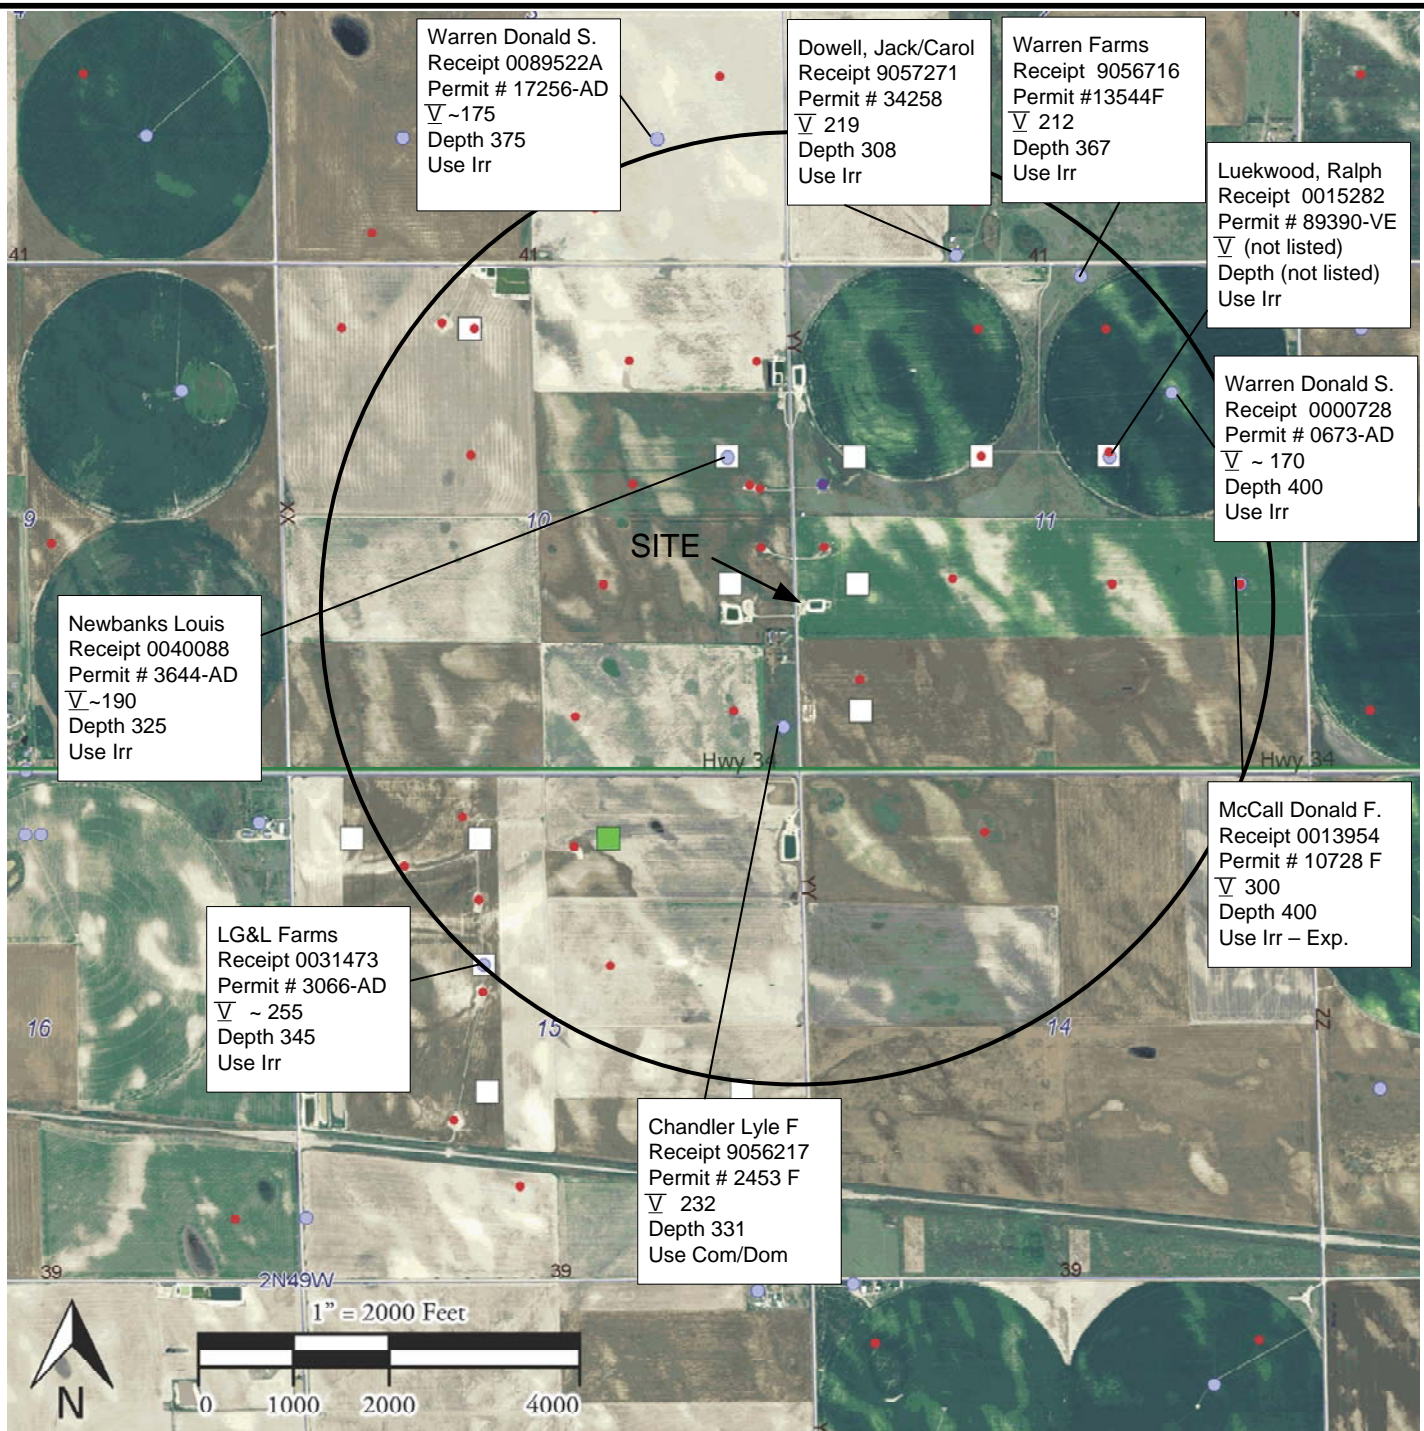 Warren Donald S.
Receipt 0089522A
Permit # 17256-AD
V ~175
Depth 375
Use Irr
Dowell, Jack/Carol
Receipt 9057271
Permit # 34258
V 219
Depth 308
Use Irr
Warren Farms
Receipt 9056716
Permit #13544F
V 212
Depth 367
Use Irr
Luekwood, Ralph
Receipt 0015282
Permit # 89390-VE
V (not listed)
Depth (not listed)
Use Irr
Warren Donald S.
Receipt 0000728
Permit # 0673-AD
V ~ 170
Depth 400
Use Irr
41
41
41
YY
XX
9
10
11
SITE
Newbanks Louis
Receipt 0040088
Permit # 3644-AD
V ~190
Depth 325
Use Irr
Hwy 34
Hwy 34
McCall Donald F.
Receipt 0013954
Permit # 10728 F
V 300
Depth 400
Use Irr – Exp.
YY
LG&L Farms
Receipt 0031473
Permit # 3066-AD
V ~ 255
Depth 345
Use Irr
16
15
14
ZZ
Chandler Lyle F
Receipt 9056217
Permit # 2453 F
V 232
Depth 331
Use Com/Dom
39
2N49W
39
39
1” = 2000 Feet
0 1000 2000 4000
N